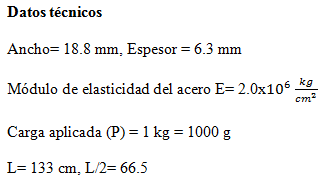 Datos técnicos
Ancho= 18.8 mm, Espesor = 6.3 mm
Módulo de elasticidad del acero E= 2.0x10⁶ kg/cm²
Carga aplicada (P) = 1 kg = 1000 g
L= 133 cm, L/2= 66.5